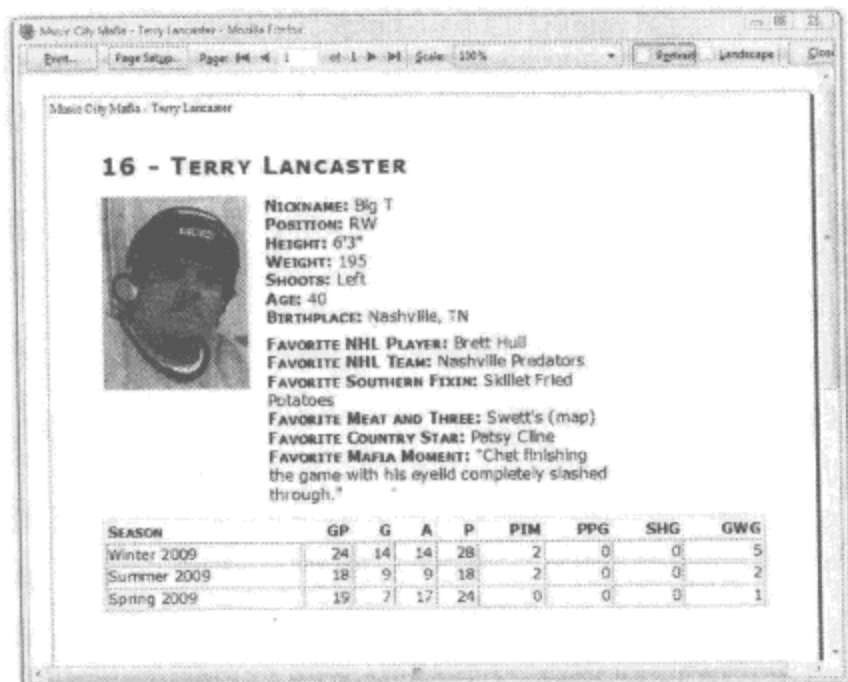 Music City Mafia - Terry Lancaster - Mozilla Firefox
Print... Page Setup... Page: 1 of 1 Scale: 100% Portrait Landscape Close
Music City Mafia - Terry Lancaster
16 - TERRY LANCASTER
NICKNAME: Big T
POSITION: RW
HEIGHT: 6'3"
WEIGHT: 195
SHOOTS: Left
AGE: 40
BIRTHPLACE: Nashville, TN
FAVORITE NHL PLAYER: Brett Hull
FAVORITE NHL TEAM: Nashville Predators
FAVORITE SOUTHERN FIXIN: Skillet Fried
Potatoes
FAVORITE MEAT AND THREE: Swett's (map)
FAVORITE COUNTRY STAR: Patsy Cline
FAVORITE MAFIA MOMENT: "Chet finishing
the game with his eyelid completely slashed
through."
SEASON GP G A P PIM PPG SHG GWG
Winter 2009 24 14 14 28 2 0 0 5
Summer 2009 18 9 9 18 2 0 0 2
Spring 2009 19 7 17 24 0 0 0 1